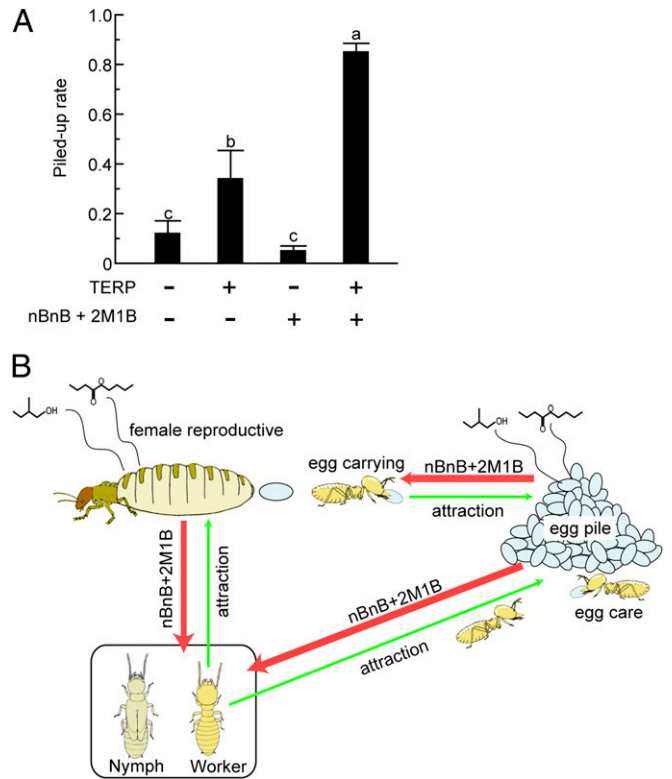 A
1.0
0.8
0.6
0.4
0.2
0
Piled-up rate
c
b
c
a
TERP - + - +
nBnB + 2M1B - - + +
B
OH
O
O
female reproductive
egg carrying
nBnB+2M1B
attraction
OH
O
O
egg pile
egg care
nBnB+2M1B
attraction
nBnB+2M1B
attraction
Nymph
Worker